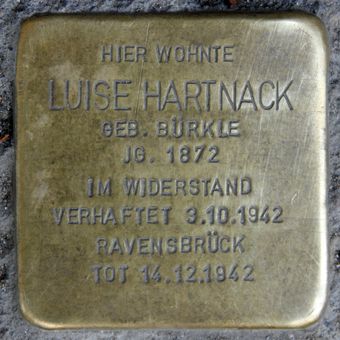 HIER WOHNTE
LUISE HARTNACK
GEB. BÜRKLE
JG. 1872
IM WIDERSTAND
VERHAFTET 3.10.1942
RAVENSBRÜCK
TOT 14.12.1942